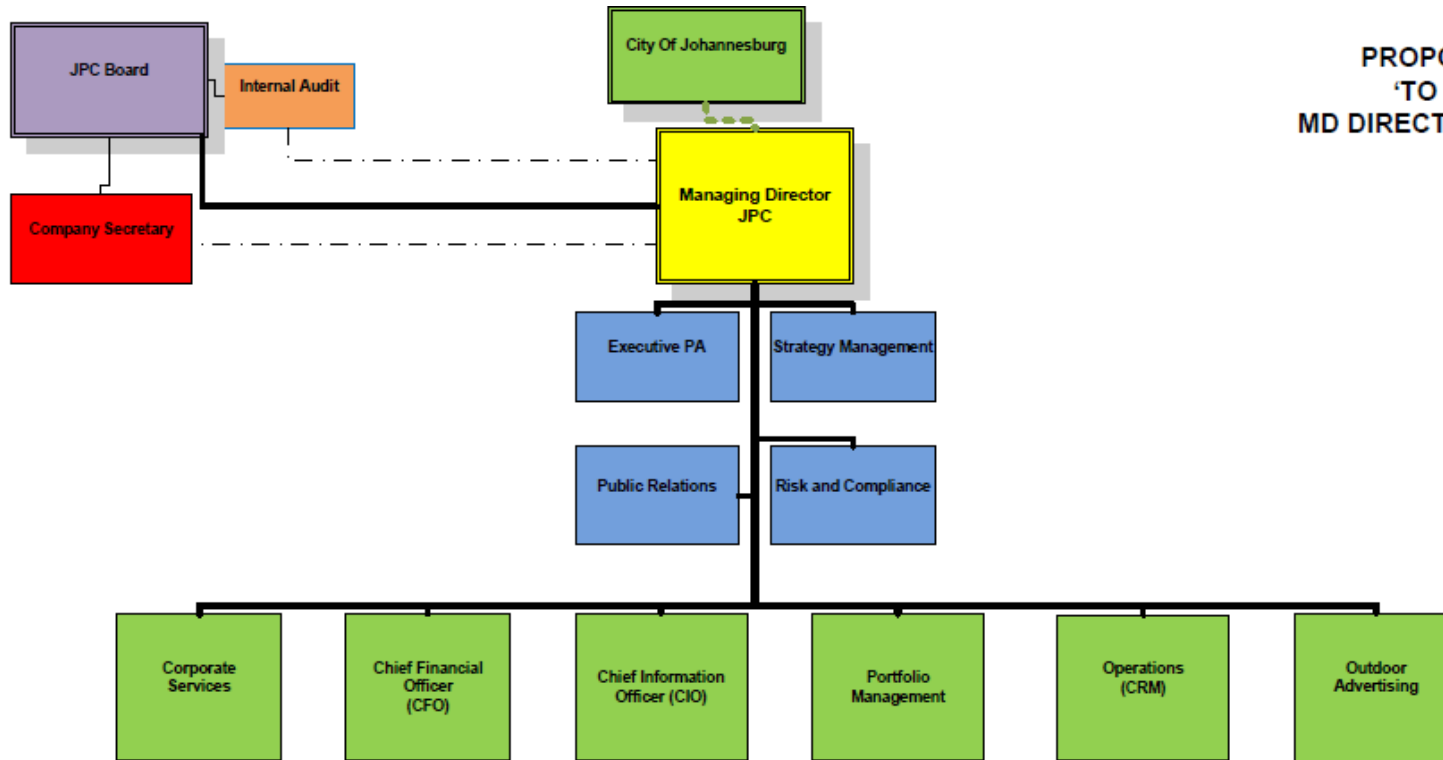 City Of Johannesburg
JPC Board
Internal Audit
PROPO
‘TO
MD DIRECT
Managing Director
JPC
Company Secretary
Executive PA
Strategy Management
Public Relations
Risk and Compliance
Corporate
Services
Chief Financial
Officer
(CFO)
Chief Information
Officer (CIO)
Portfolio
Management
Operations
(CRM)
Outdoor
Advertising